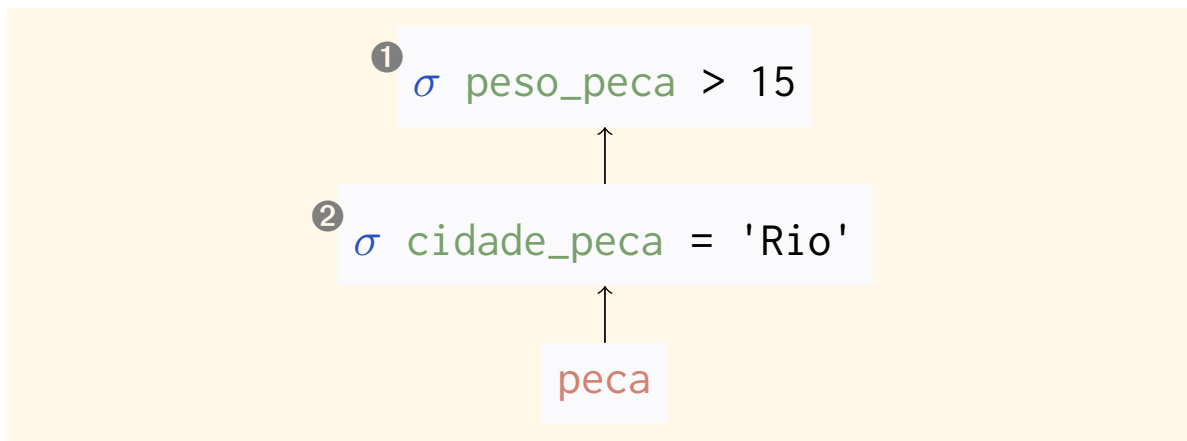 ❶ σ peso_peca > 15
❷ σ cidade_peca = 'Rio'
peca